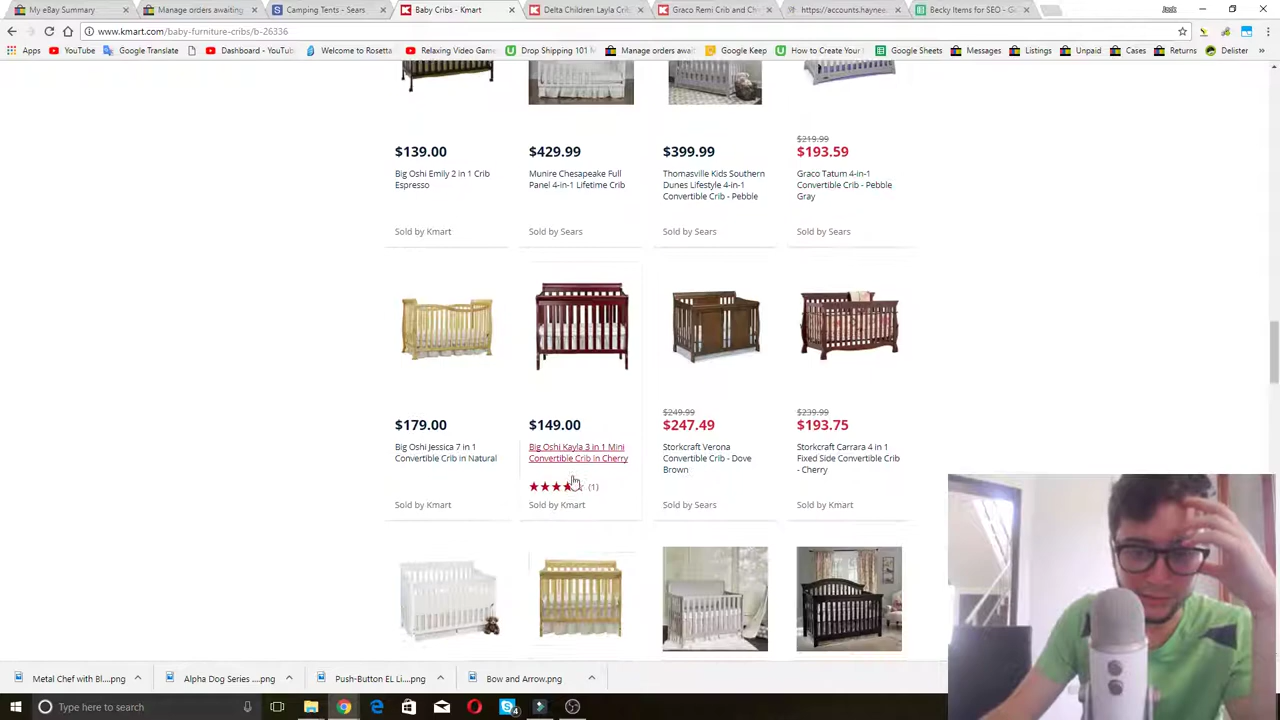 My eBay Summary
Manage orders awaiting
Camping Tents - Sears
Baby Cribs - Kmart
Delta Children Layla Crib
Graco Remi Crib and Ch
https://accounts.haynee
Becky Items for SEO - Go
www.kmart.com/baby-furniture-cribs/b-26336
Apps
YouTube
Google Translate
Dashboard - YouTub
Welcome to Rosetta
Relaxing Video Game
Drop Shipping 101 M
Manage orders await
Google Keep
How to Create Your
Google Sheets
Messages
Listings
Unpaid
Cases
Returns
Delister
»
$139.00
Big Oshi Emily 2 in 1 Crib
Espresso
Sold by Kmart
$429.99
Munire Chesapeake Full
Panel 4-in-1 Lifetime Crib
Sold by Sears
$399.99
Thomasville Kids Southern
Dunes Lifestyle 4-in-1
Convertible Crib - Pebble
Sold by Sears
$219.99
$193.59
Graco Tatum 4-in-1
Convertible Crib - Pebble
Gray
Sold by Sears
$179.00
Big Oshi Jessica 7 in 1
Convertible Crib in Natural
Sold by Kmart
$149.00
Big Oshi Kayla 3 in 1 Mini
Convertible Crib in Cherry
(1)
Sold by Kmart
$249.99
$247.49
Storkcraft Verona
Convertible Crib - Dove
Brown
Sold by Sears
$239.99
$193.75
Storkcraft Carrara 4 in 1
Fixed Side Convertible Crib
- Cherry
Sold by Kmart
Metal Chef with Bl....png
Alpha Dog Series ....png
Push-Button EL Li....png
Bow and Arrow.png
Type here to search
4